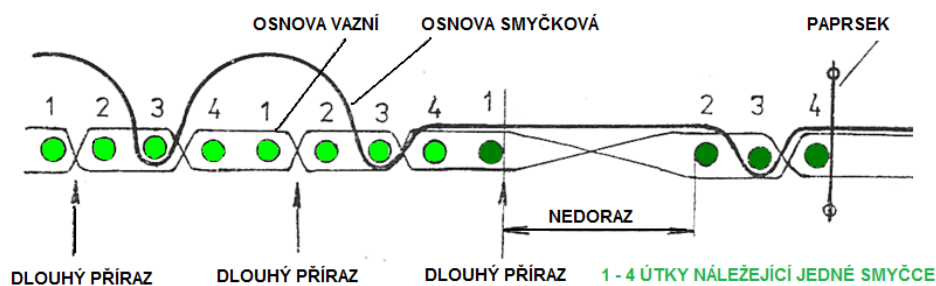 OSNOVA VAZNÍ
OSNOVA SMYČKOVÁ
PAPRSEK
1 2 3 4 1 2 3 4 1 2 3 4
NEDORAZ
DLOUHÝ PŘÍRAZ
DLOUHÝ PŘÍRAZ
DLOUHÝ PŘÍRAZ
1 - 4 ÚTKY NÁLEŽEJÍCÍ JEDNÉ SMYČCE